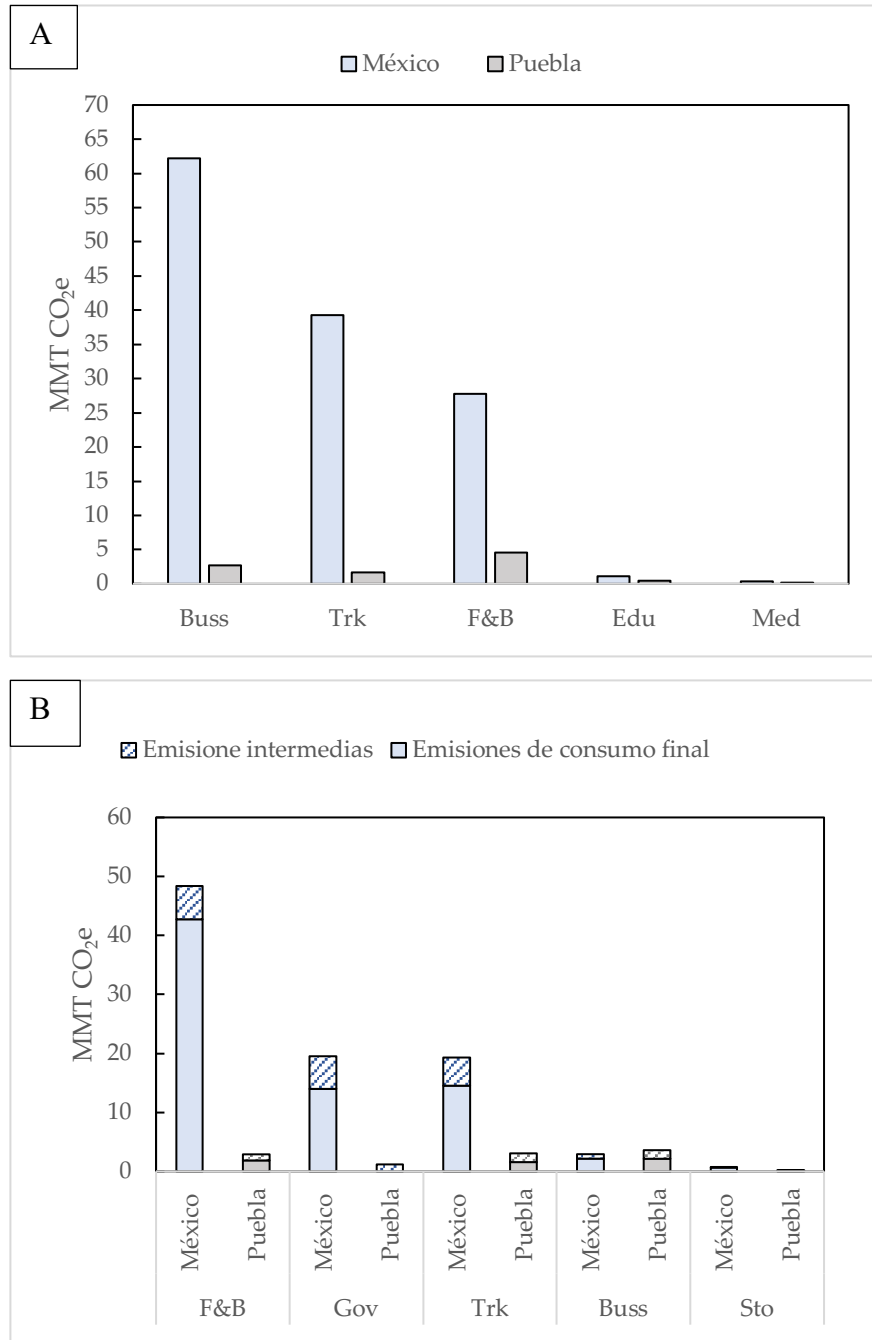 A
México Puebla
70
65
60
55
50
45
40
35
30
25
20
15
10
5
0
MMT CO₂e
Buss Trk F&B Edu Med
B
Emisione intermedias Emisiones de consumo final
60
50
40
30
20
10
0
MMT CO₂e
México Puebla México Puebla México Puebla México Puebla México Puebla
F&B Gov Trk Buss Sto